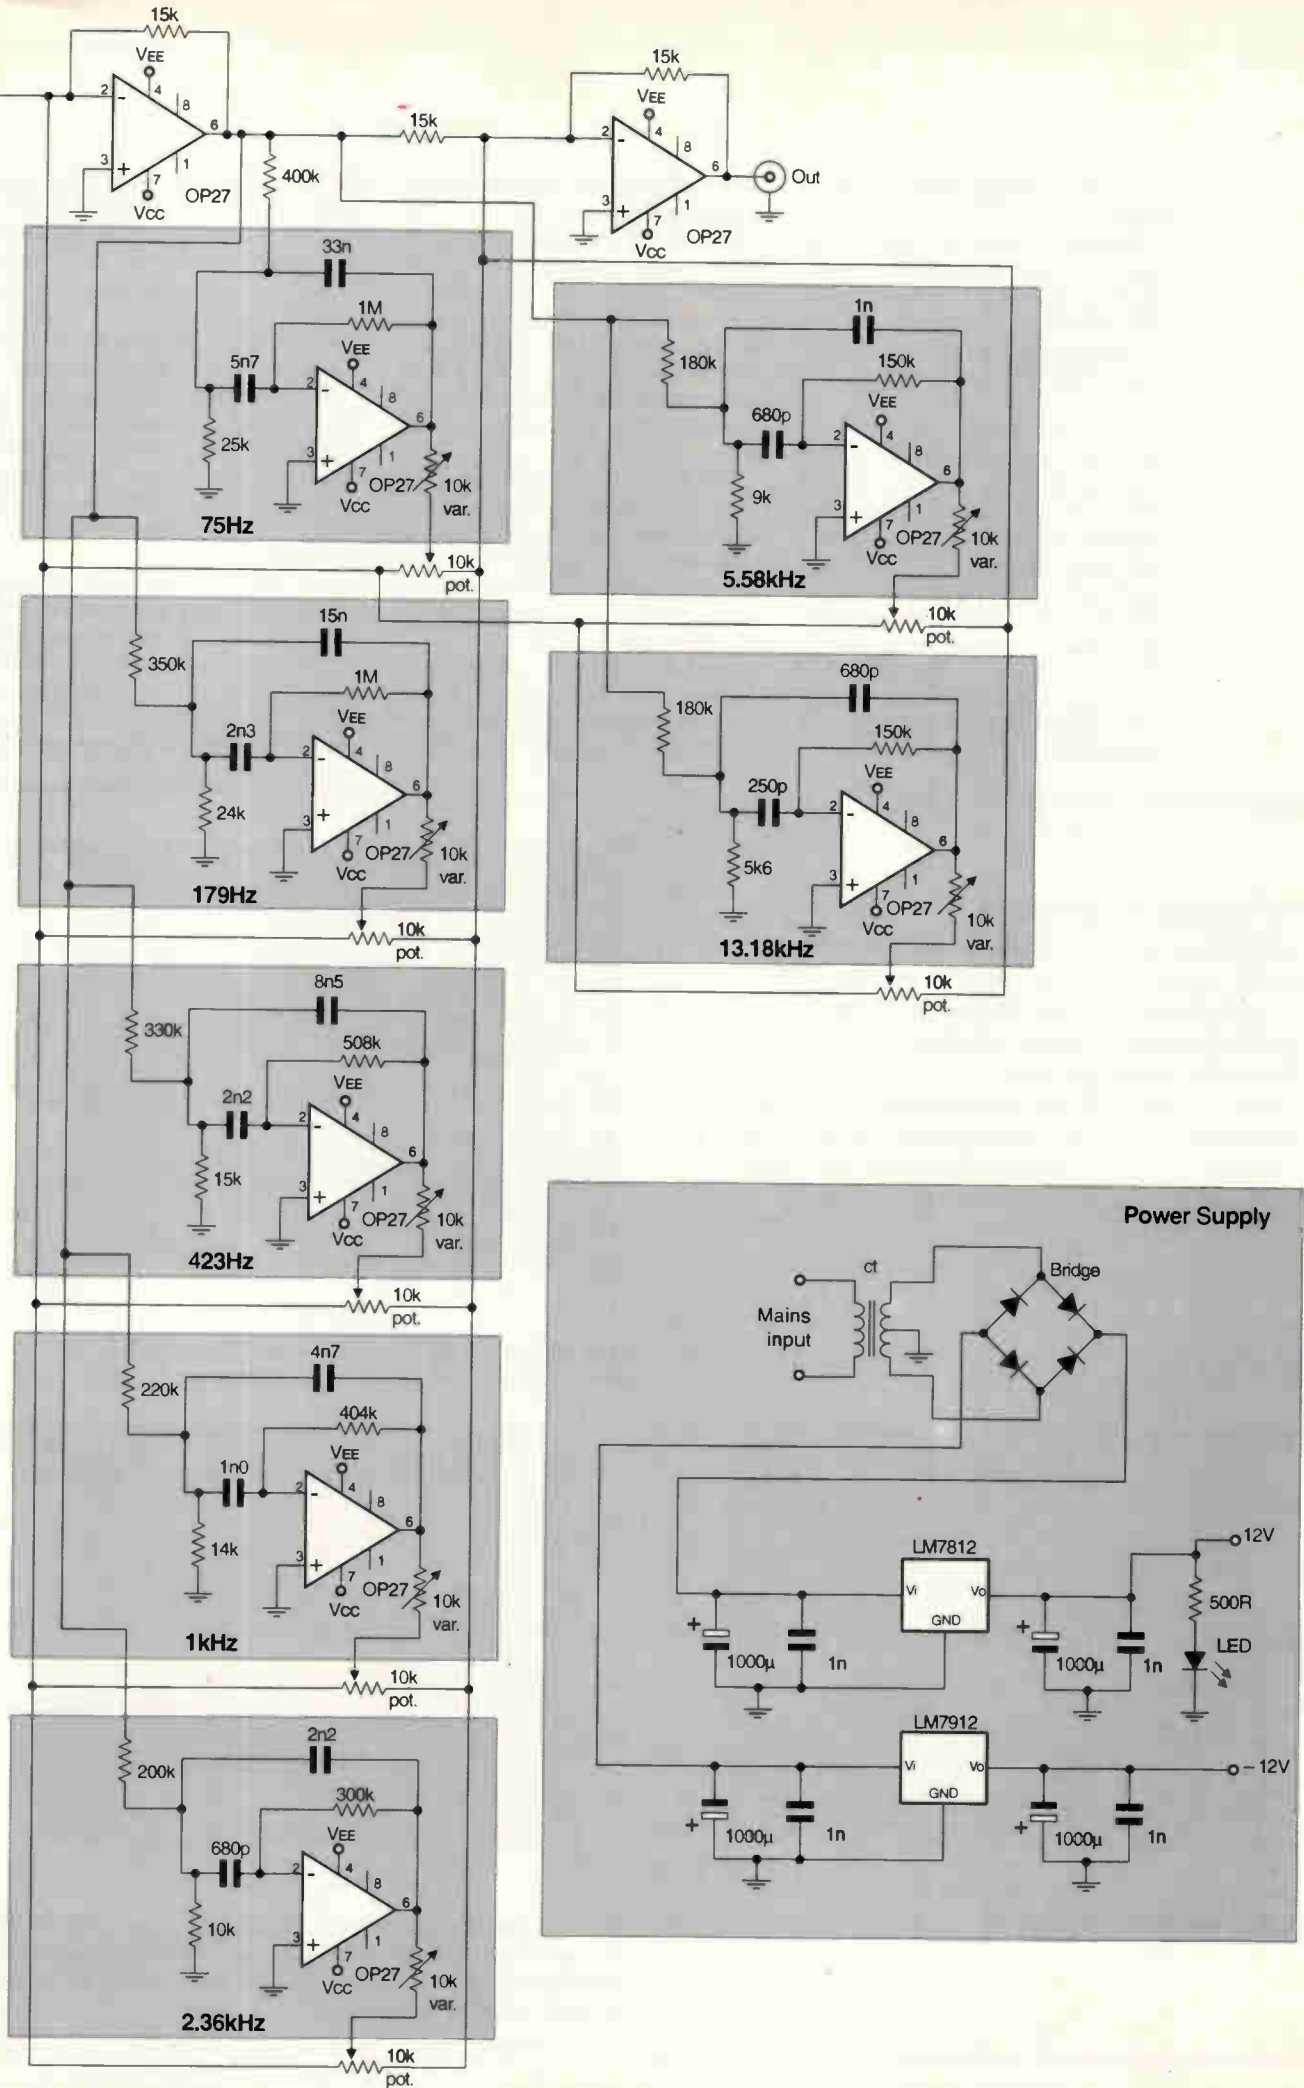 15k
VEE
2
-
4
8
6
3
+
1
7
OP27
VCC
15k
400k
15k
VEE
2
-
4
8
6
3
+
1
7
OP27
VCC
Out
33n
1M
VEE
5n7
2
-
4
8
6
25k
3
+
1
7
OP27
VCC
10k
var.
75Hz
10k
pot.
1n
180k
150k
VEE
680p
2
-
4
8
6
9k
3
+
1
7
OP27
VCC
10k
var.
5.58kHz
10k
pot.
15n
350k
1M
VEE
2n3
2
-
4
8
6
24k
3
+
1
7
OP27
VCC
10k
var.
179Hz
10k
pot.
680p
180k
150k
VEE
250p
2
-
4
8
6
5k6
3
+
1
7
OP27
VCC
10k
var.
13.18kHz
10k
pot.
8n5
330k
508k
VEE
2n2
2
-
4
8
6
15k
3
+
1
7
OP27
VCC
10k
var.
423Hz
10k
pot.
4n7
220k
404k
VEE
1n0
2
-
4
8
6
14k
3
+
1
7
OP27
VCC
10k
var.
1kHz
10k
pot.
2n2
200k
300k
VEE
680p
2
-
4
8
6
10k
3
+
1
7
OP27
VCC
10k
var.
2.36kHz
10k
pot.
Power Supply
ct
Bridge
Mains
input
LM7812
Vi
Vo
GND
12V
500R
LED
+
1000µ
1n
+
1000µ
1n
LM7912
Vi
Vo
GND
-12V
+
1000µ
1n
+
1000µ
1n